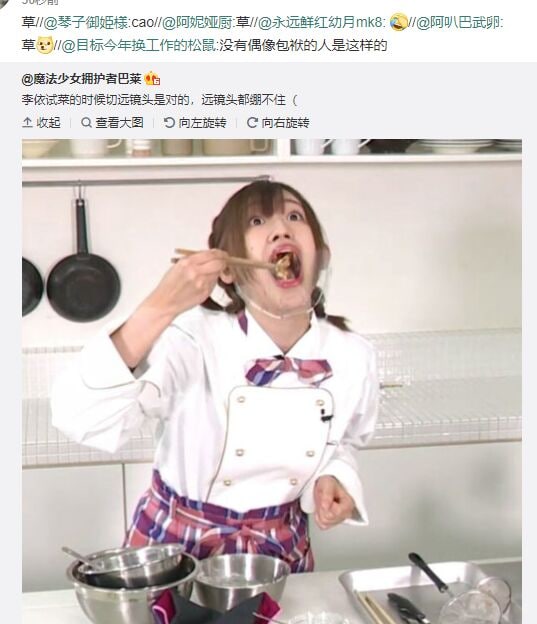 草//@琴子御姫様:cao//@阿妮娅厨:草//@永远鲜红幼月mk8: //@阿叭巴武卵:
草//@目标今年换工作的松鼠:没有偶像包袱的人是这样的
@魔法少女拥护者巴莱
李依试菜的时候切远镜头是对的，远镜头都绷不住（
收起 查看大图 向左旋转 向右旋转